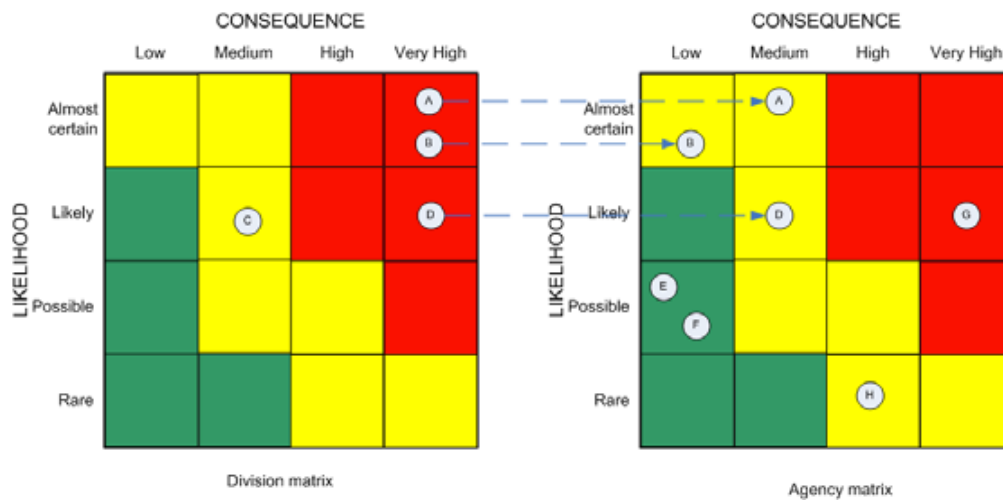 CONSEQUENCE
Low Medium High Very High
Almost
certain
Likely
Possible
Rare
LIKELIHOOD
A
B
C
D
Division matrix
CONSEQUENCE
Low Medium High Very High
Almost
certain
Likely
Possible
Rare
LIKELIHOOD
A
B
D
G
E
F
H
Agency matrix